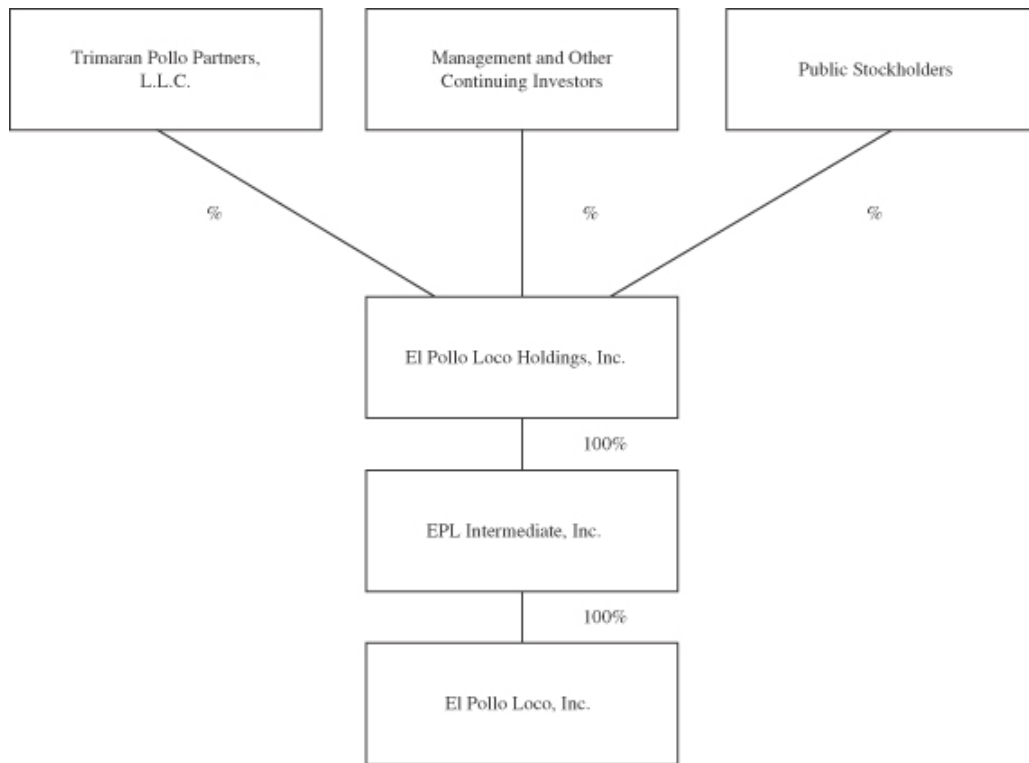 Trimaran Pollo Partners,
L.L.C.
Management and Other
Continuing Investors
Public Stockholders
%
%
%
El Pollo Loco Holdings, Inc.
100%
EPL Intermediate, Inc.
100%
El Pollo Loco, Inc.